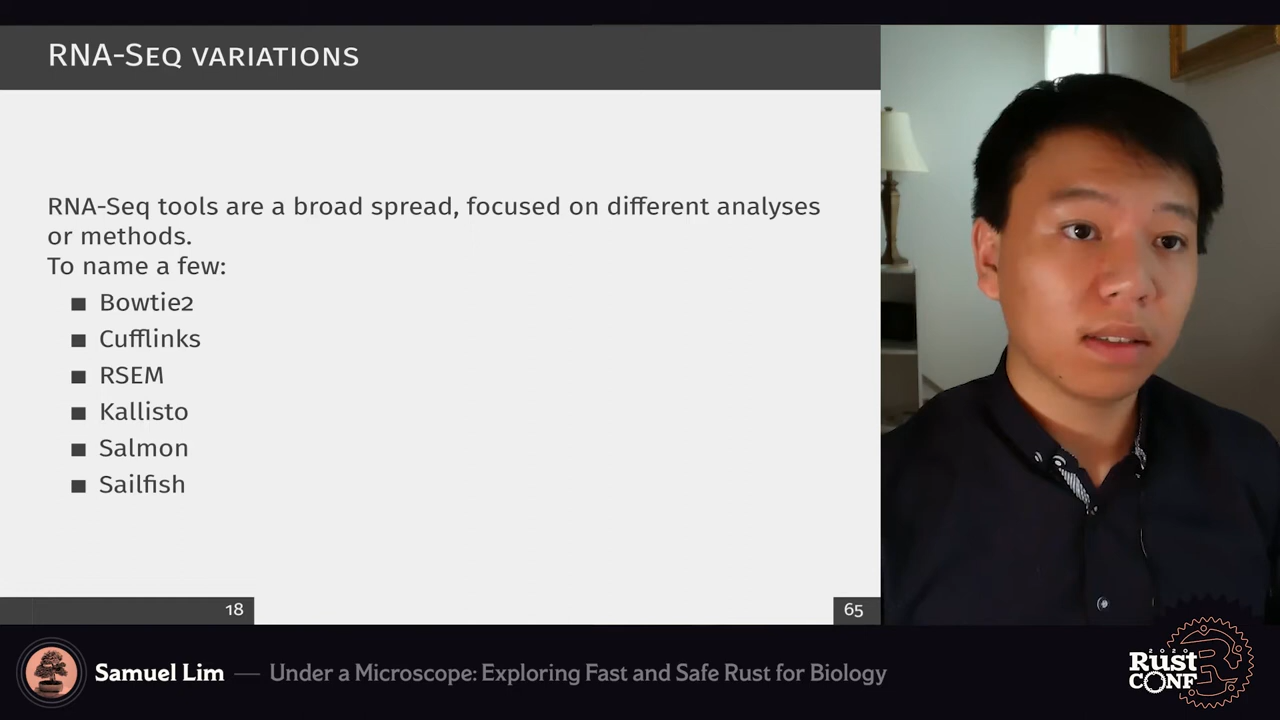 RNA-Seq variations
RNA-Seq tools are a broad spread, focused on different analyses
or methods.
To name a few:
■ Bowtie2
■ Cufflinks
■ RSEM
■ Kallisto
■ Salmon
■ Sailfish
18
65
Samuel Lim — Under a Microscope: Exploring Fast and Safe Rust for Biology
2020
Rust
CONF